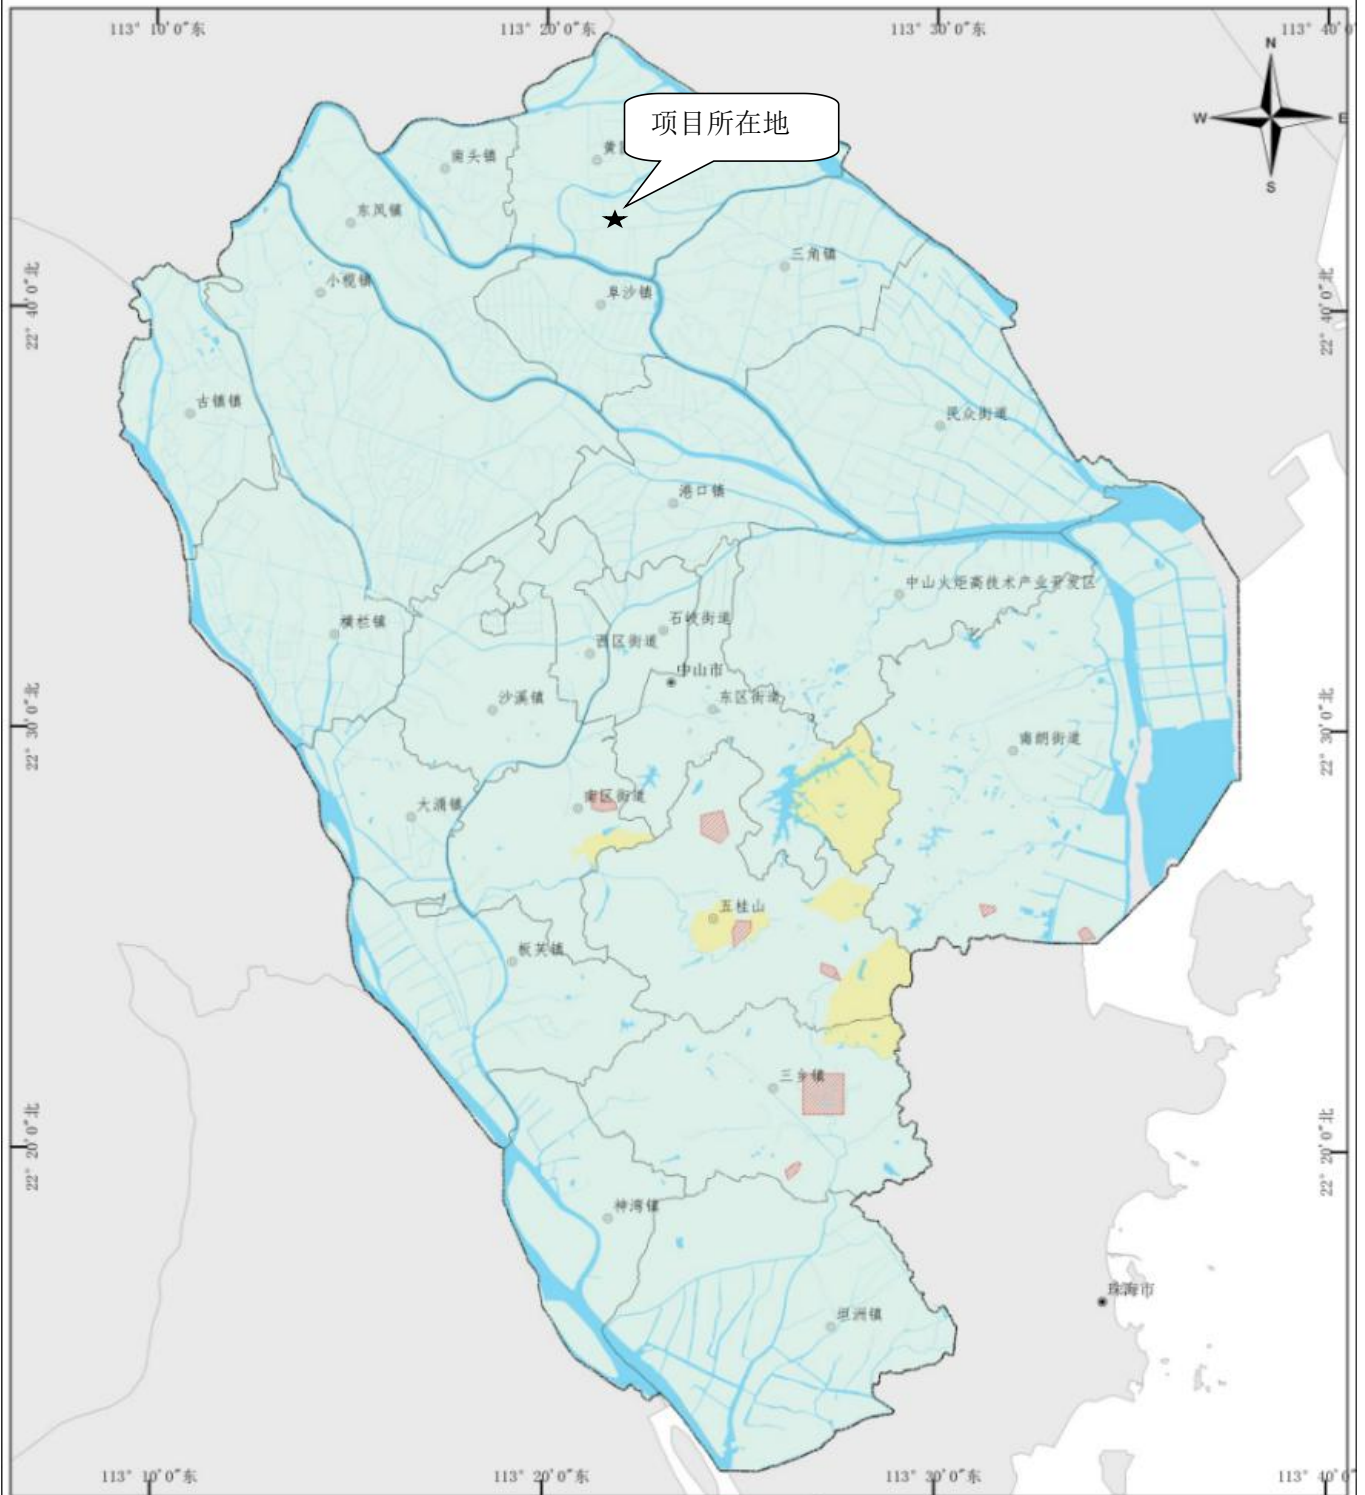 113° 10′0″东
113° 20′0″东
113° 30′0″东
113° 40′0
N
W
E
S
项目所在地
南头镇
黄
东凤镇
三角镇
小榄镇
阜沙镇
22° 40′0″北
22° 40′0″北
古镇镇
民众街道
港口镇
中山火炬高技术产业开发区
横栏镇
石岐街道
西区街道
中山市
沙溪镇
东区街道
22° 30′0″北
22° 30′0″北
南朗街道
大涌镇
南区街道
五桂山
板芙镇
三乡镇
22° 20′0″北
22° 20′0″北
神湾镇
珠海市
坦洲镇
113° 10′0″东
113° 20′0″东
113° 30′0″东
113° 40′0